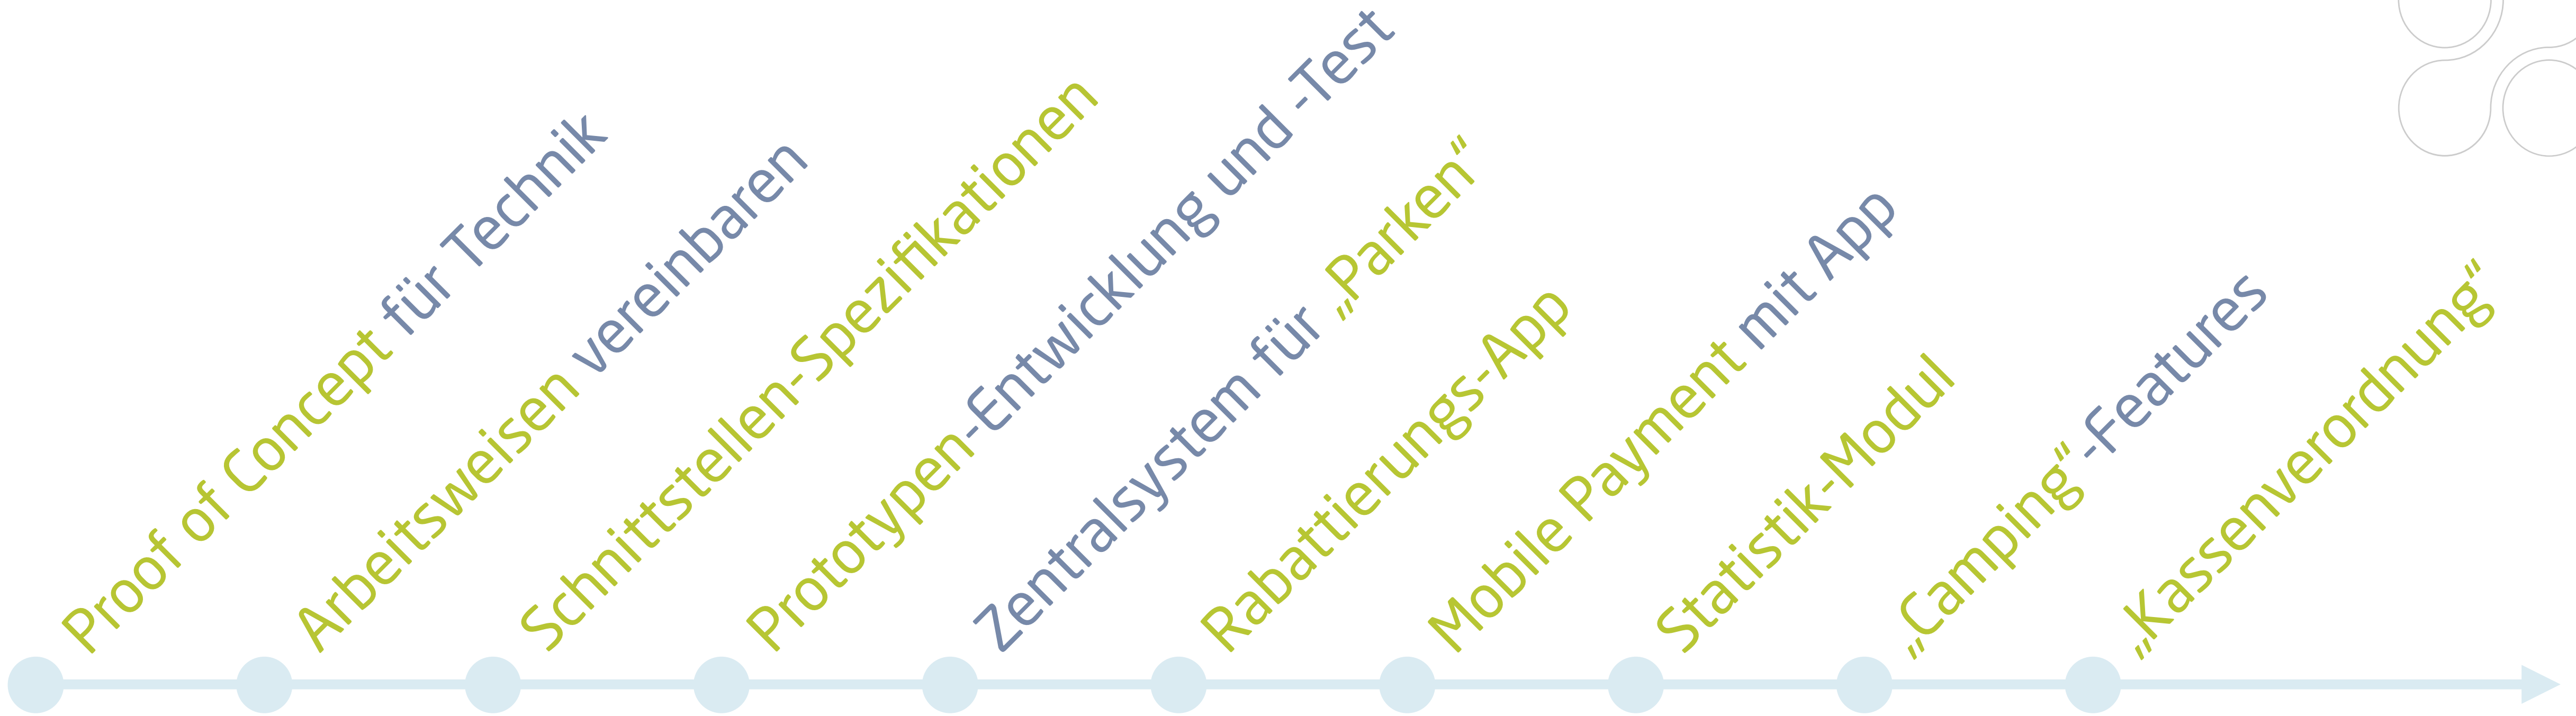 Proof of Concept für Technik
Arbeitsweisen vereinbaren
Schnittstellen-Spezifikationen
Prototypen-Entwicklung und -Test
Zentralsystem für „Parken“
Rabattierungs-App
Mobile Payment mit App
Statistik-Modul
„Camping“-Features
„Kassenverordnung“